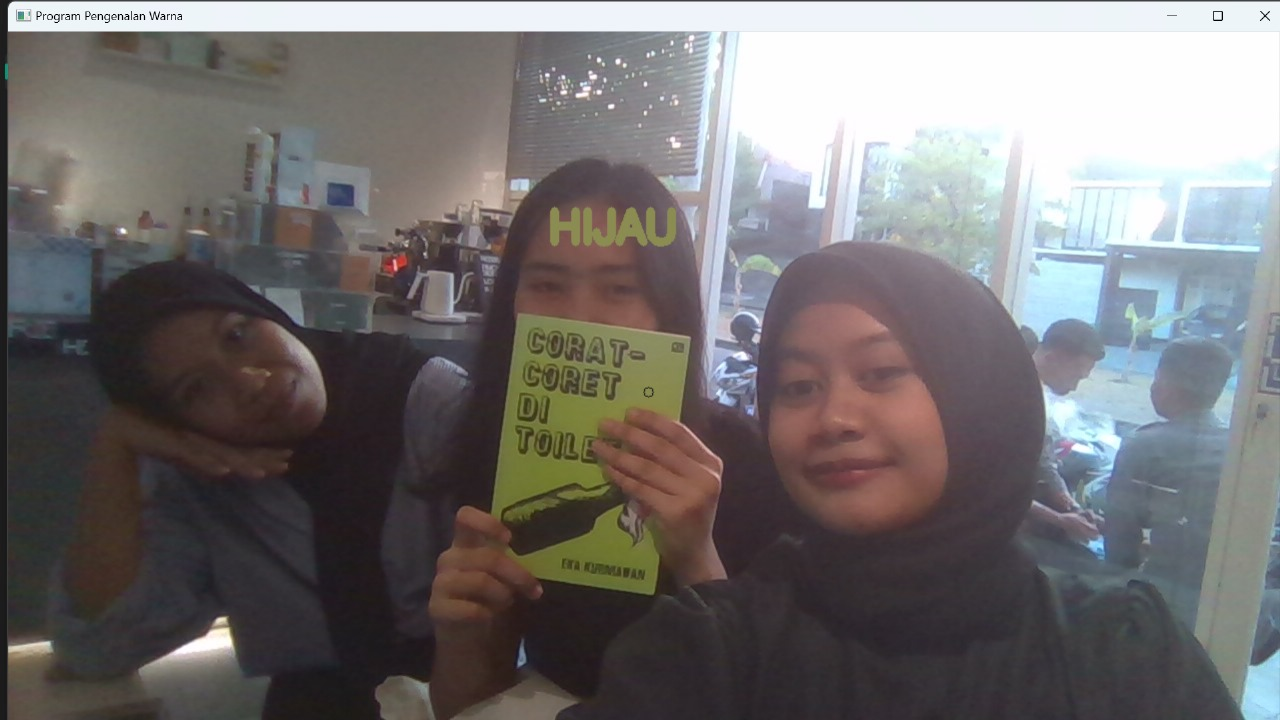 Program Pengenalan Warna
HIJAU
CORAT-
CORET
DI
TOILE
EKA KURNIAWAN